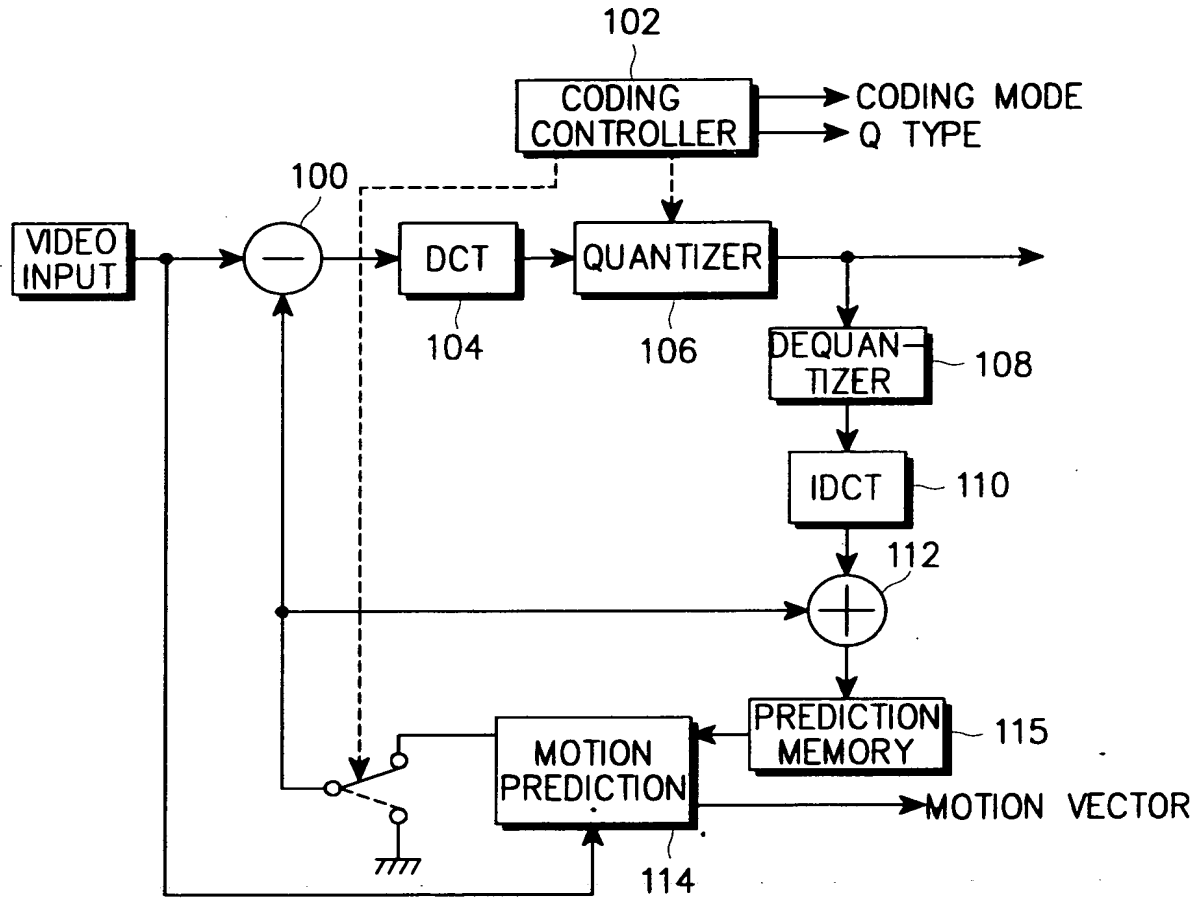 102
CODING
CONTROLLER
CODING MODE
Q TYPE
100
VIDEO
INPUT
DCT
QUANTIZER
104
106
DEQUAN-
TIZER
108
IDCT
110
112
PREDICTION
MEMORY
115
MOTION
PREDICTION
MOTION VECTOR
114